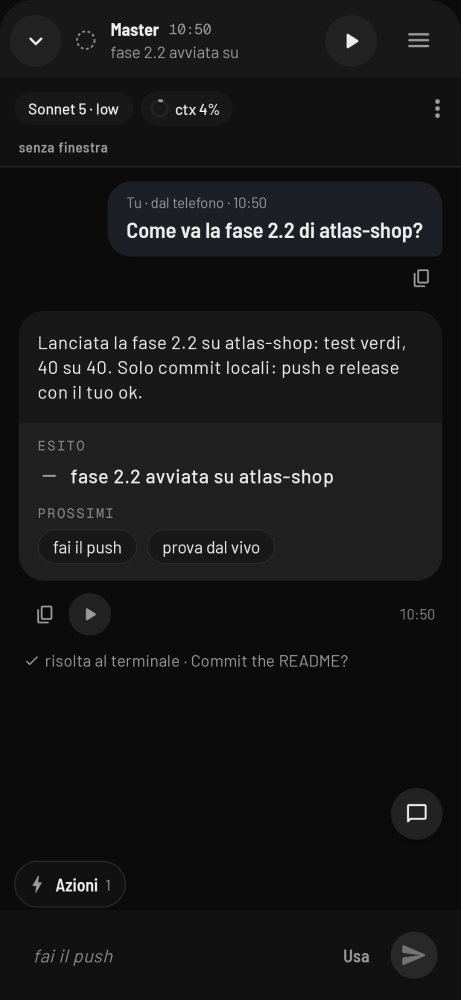 Master 10:50
fase 2.2 avviata su
Sonnet 5 · low
ctx 4%
senza finestra
Tu · dal telefono · 10:50
Come va la fase 2.2 di atlas-shop?
Lanciata la fase 2.2 su atlas-shop: test verdi,
40 su 40. Solo commit locali: push e release
con il tuo ok.
ESITO
— fase 2.2 avviata su atlas-shop
PROSSIMI
fai il push
prova dal vivo
10:50
✓ risolta al terminale · Commit the README?
Azioni 1
fai il push
Usa